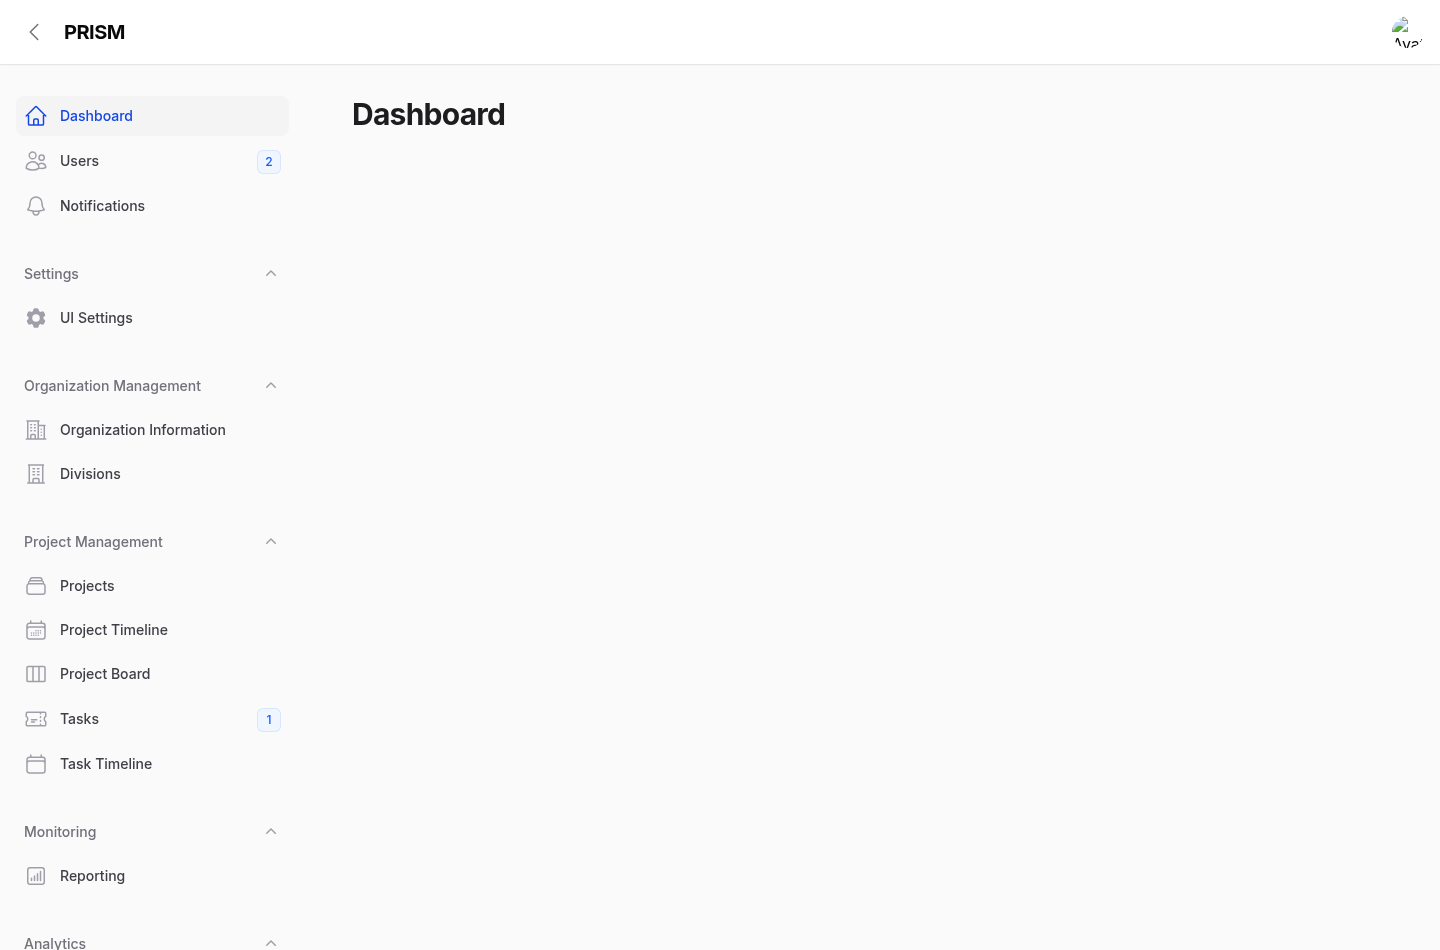 PRISM
Dashboard
Users
2
Notifications
Settings
UI Settings
Organization Management
Organization Information
Divisions
Project Management
Projects
Project Timeline
Project Board
Tasks
1
Task Timeline
Monitoring
Reporting
Analytics
Dashboard